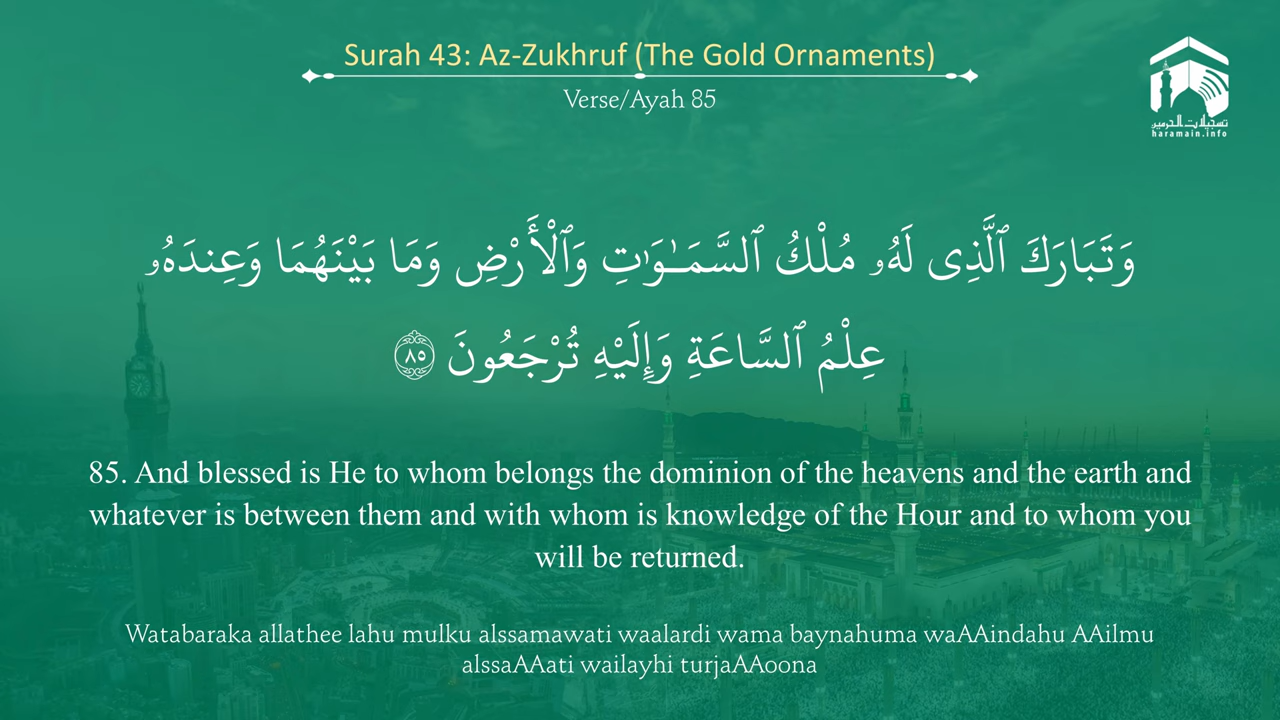 Surah 43: Az-Zukhruf (The Gold Ornaments)
Verse/Ayah 85
تسجيلات الحرمين
haramain.info
وَتَبَارَكَ ٱلَّذِى لَهُۥ مُلْكُ ٱلسَّمَـٰوَٰتِ وَٱلْأَرْضِ وَمَا بَيْنَهُمَا وَعِندَهُۥ
عِلْمُ ٱلسَّاعَةِ وَإِلَيْهِ تُرْجَعُونَ ٨٥
85. And blessed is He to whom belongs the dominion of the heavens and the earth and
whatever is between them and with whom is knowledge of the Hour and to whom you
will be returned.
Watabaraka allathee lahu mulku alssamawati waalardi wama baynahuma waAAindahu AAilmu
alssaAAati wailayhi turjaAAoona